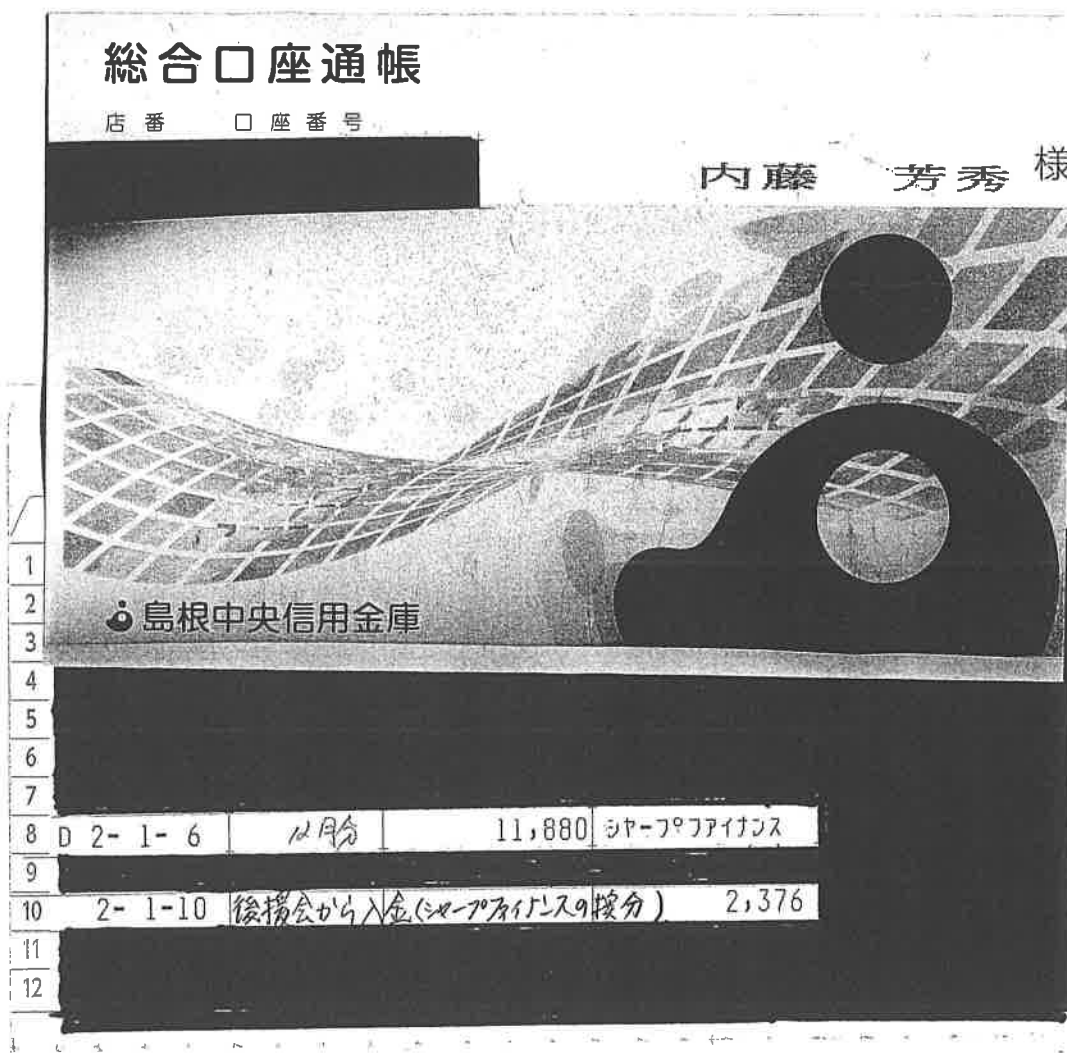 総合口座通帳
店番 口座番号
内藤 芳秀 様
島根中央信用金庫
1
2
3
4
5
6
7
8 D 2- 1- 6 12月分 11,880 シャープファイナンス
9
10 2- 1-10 後援会から入金(シャープファイナンスの按分) 2,376
11
12